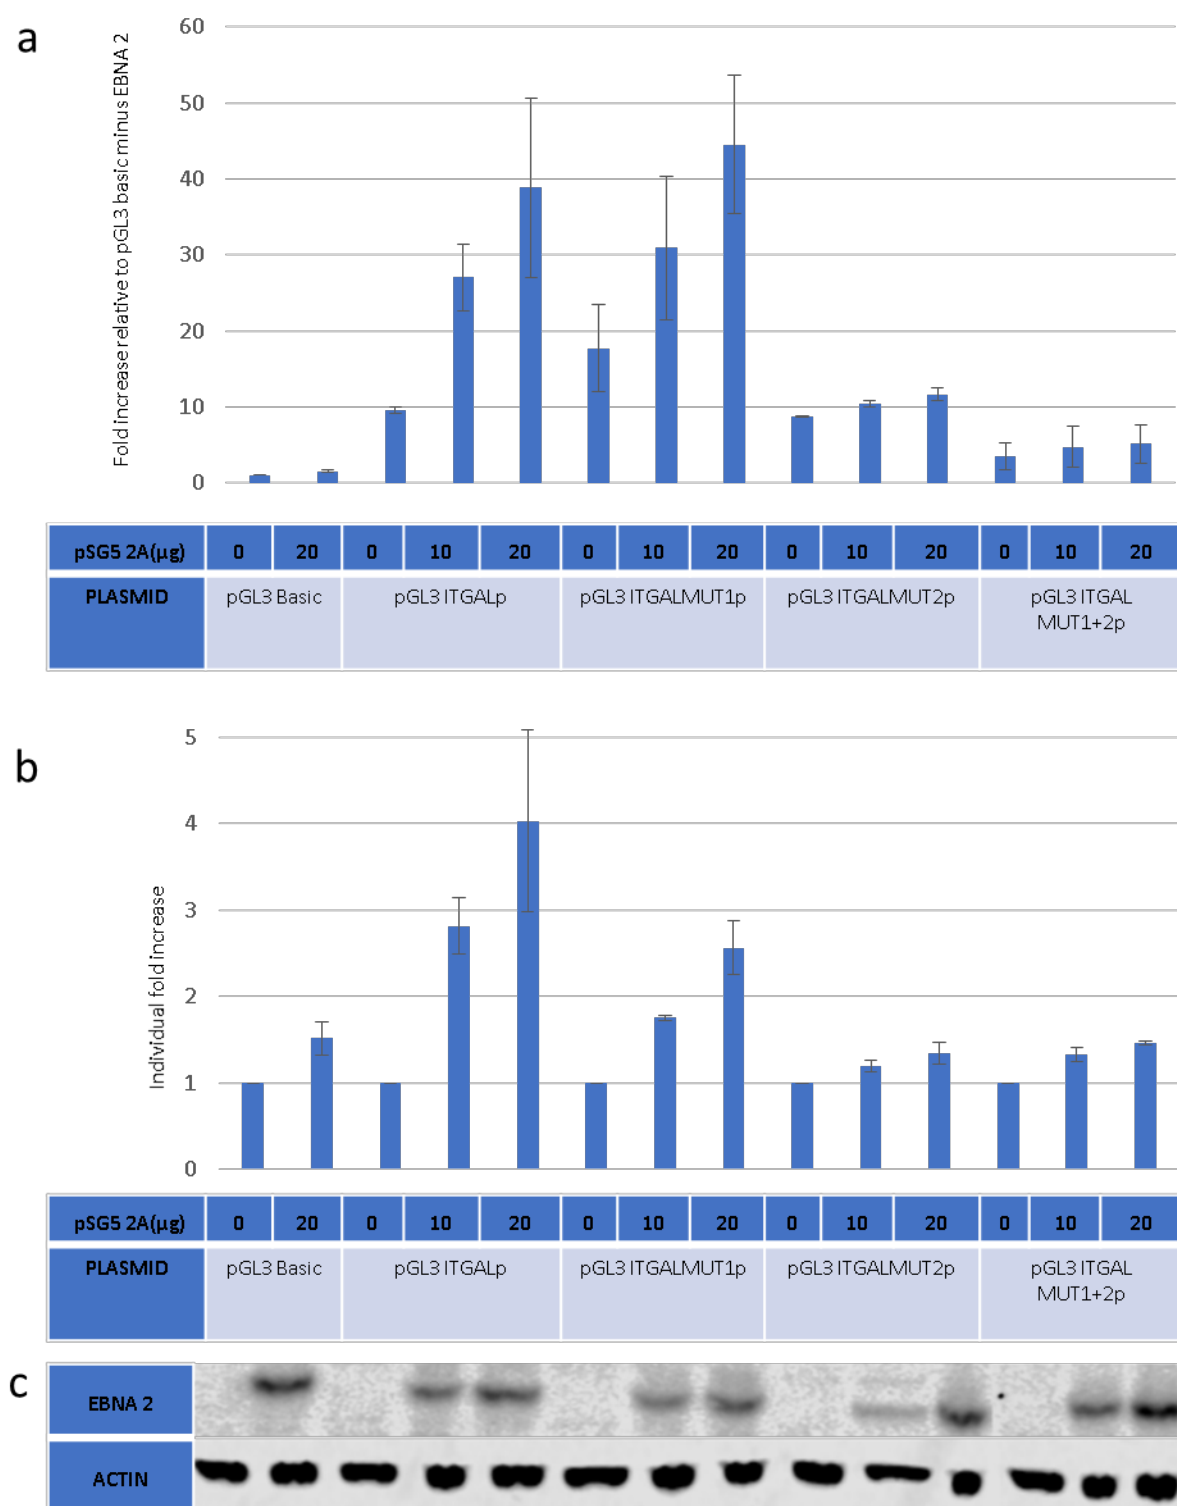 a
Fold increase relative to pGL3 basic minus EBNA 2
60
50
40
30
20
10
0
pSG5 2A(µg) 0 20 0 10 20 0 10 20 0 10 20 0 10 20
PLASMID pGL3 Basic pGL3 ITGALp pGL3 ITGALMUT1p pGL3 ITGALMUT2p pGL3 ITGAL
MUT1+2p
b
Individual fold increase
5
4
3
2
1
0
pSG5 2A(µg) 0 20 0 10 20 0 10 20 0 10 20 0 10 20
PLASMID pGL3 Basic pGL3 ITGALp pGL3 ITGALMUT1p pGL3 ITGALMUT2p pGL3 ITGAL
MUT1+2p
c
EBNA 2
ACTIN